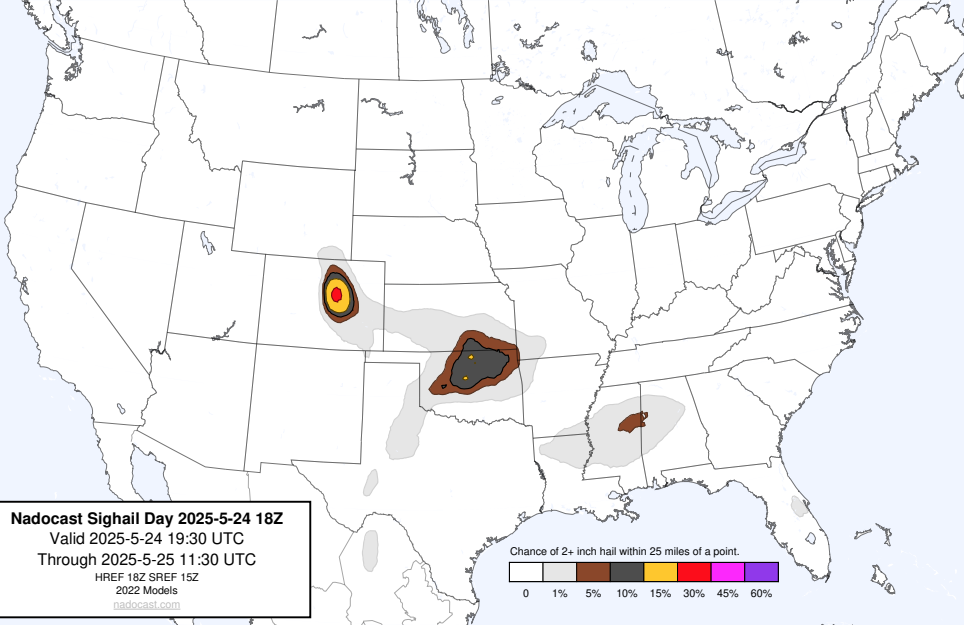 Nadocast Sighail Day 2025-5-24 18Z
Valid 2025-5-24 19:30 UTC
Through 2025-5-25 11:30 UTC
HREF 18Z SREF 15Z
2022 Models
nadocast.com
Chance of 2+ inch hail within 25 miles of a point.
0 1% 5% 10% 15% 30% 45% 60%